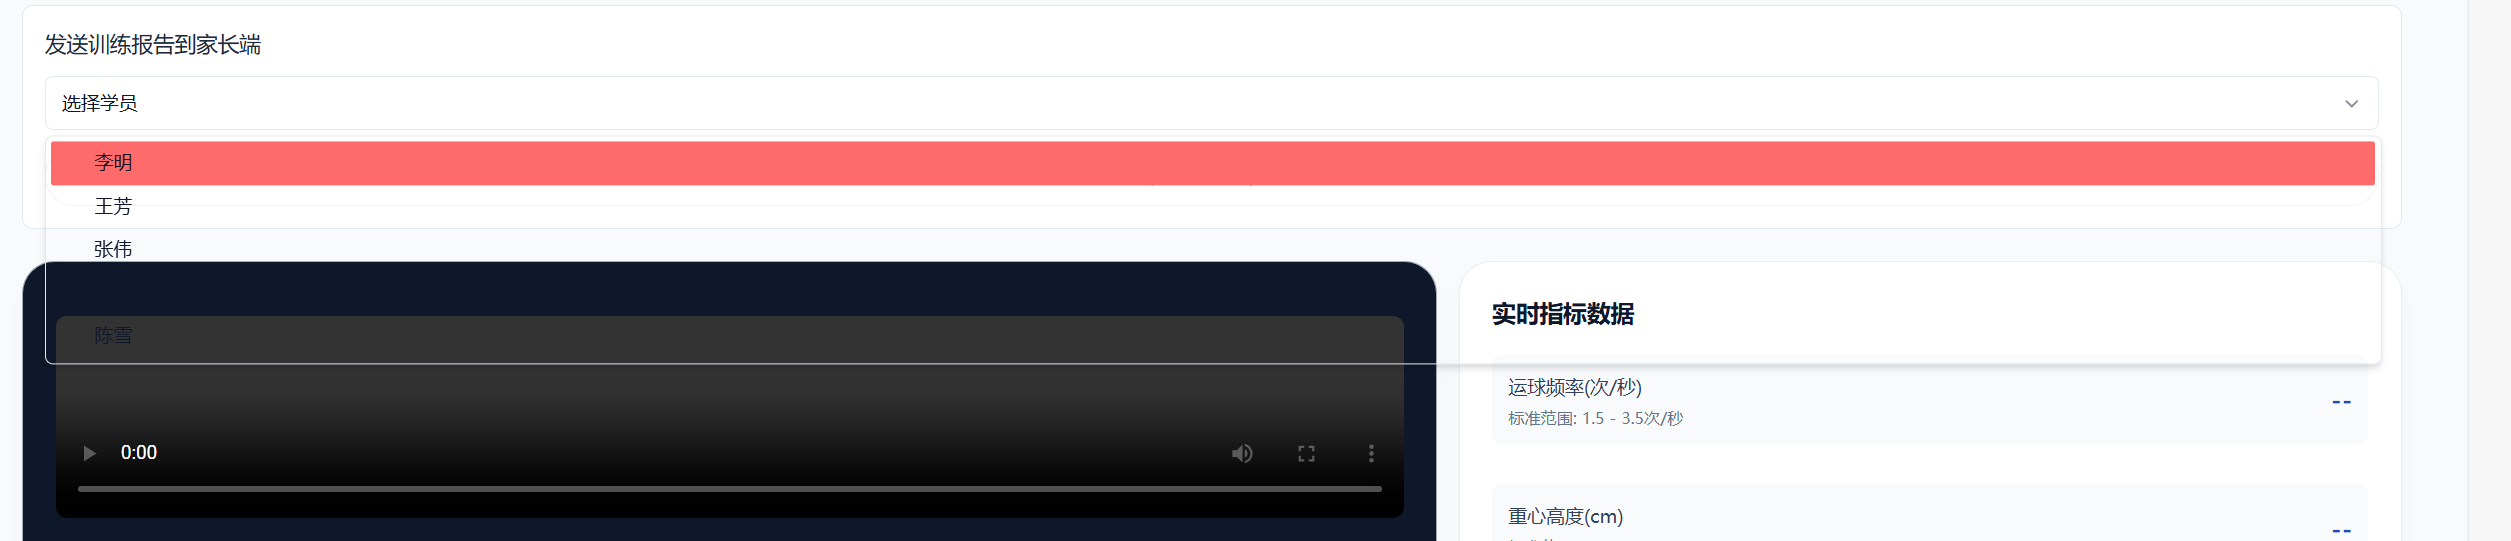 发送训练报告到家长端
选择学员
李明
王芳
张伟
陈雪
0:00
实时指标数据
运球频率(次/秒)
标准范围: 1.5 - 3.5次/秒
--
重心高度(cm)
--